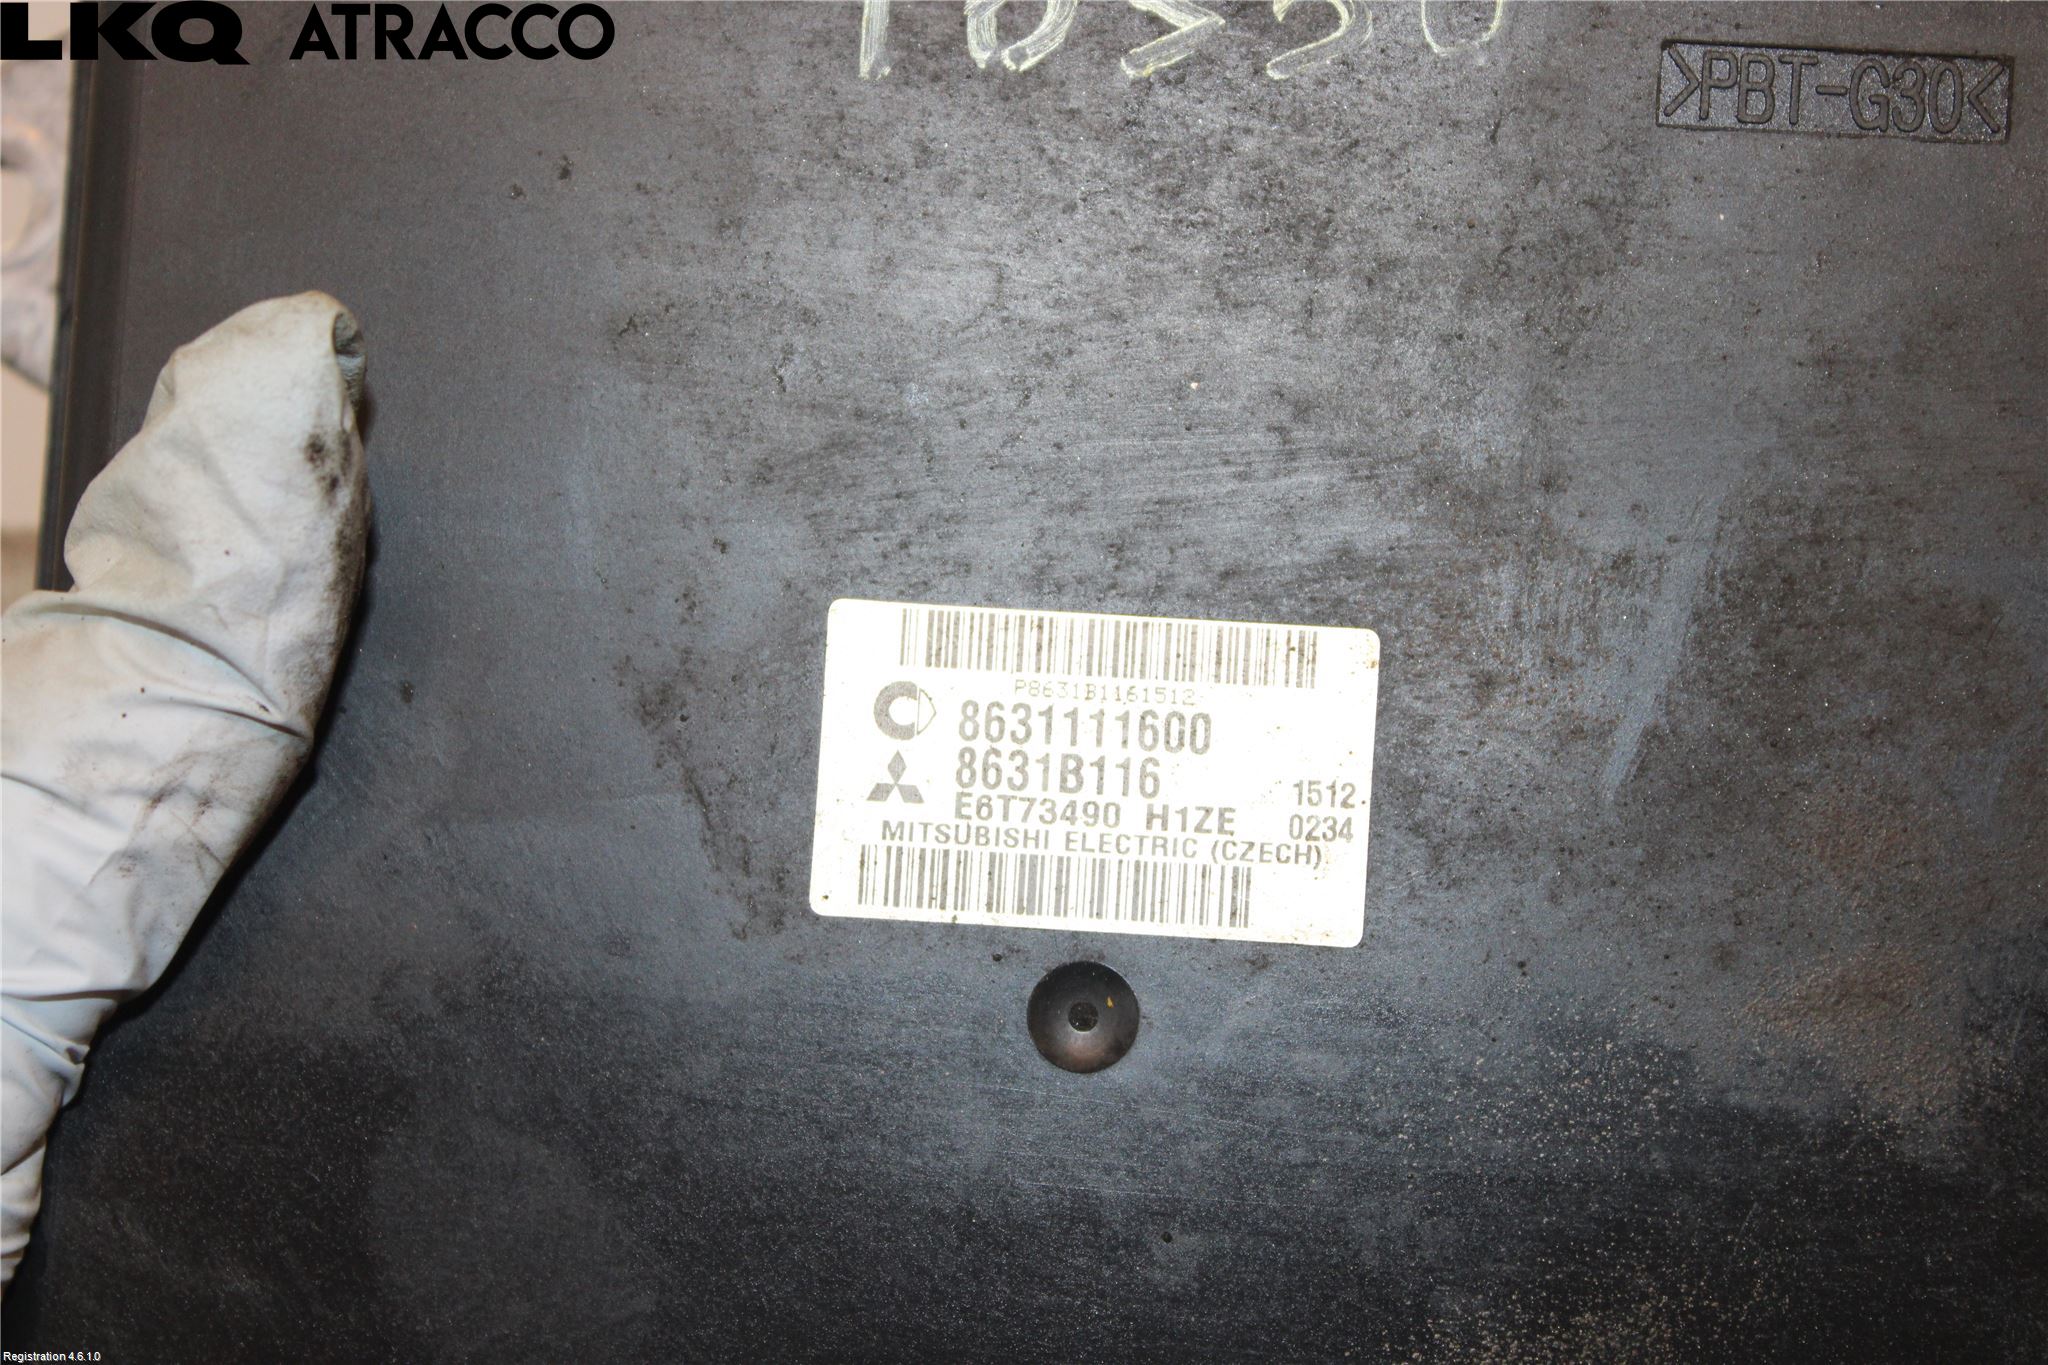 LKQ ATRACCO
>PBT-G30<
P8631B1161512
8631111600
8631B116 1512
E6T73490 H1ZE 0234
MITSUBISHI ELECTRIC (CZECH)
Registration 4.6.1.0